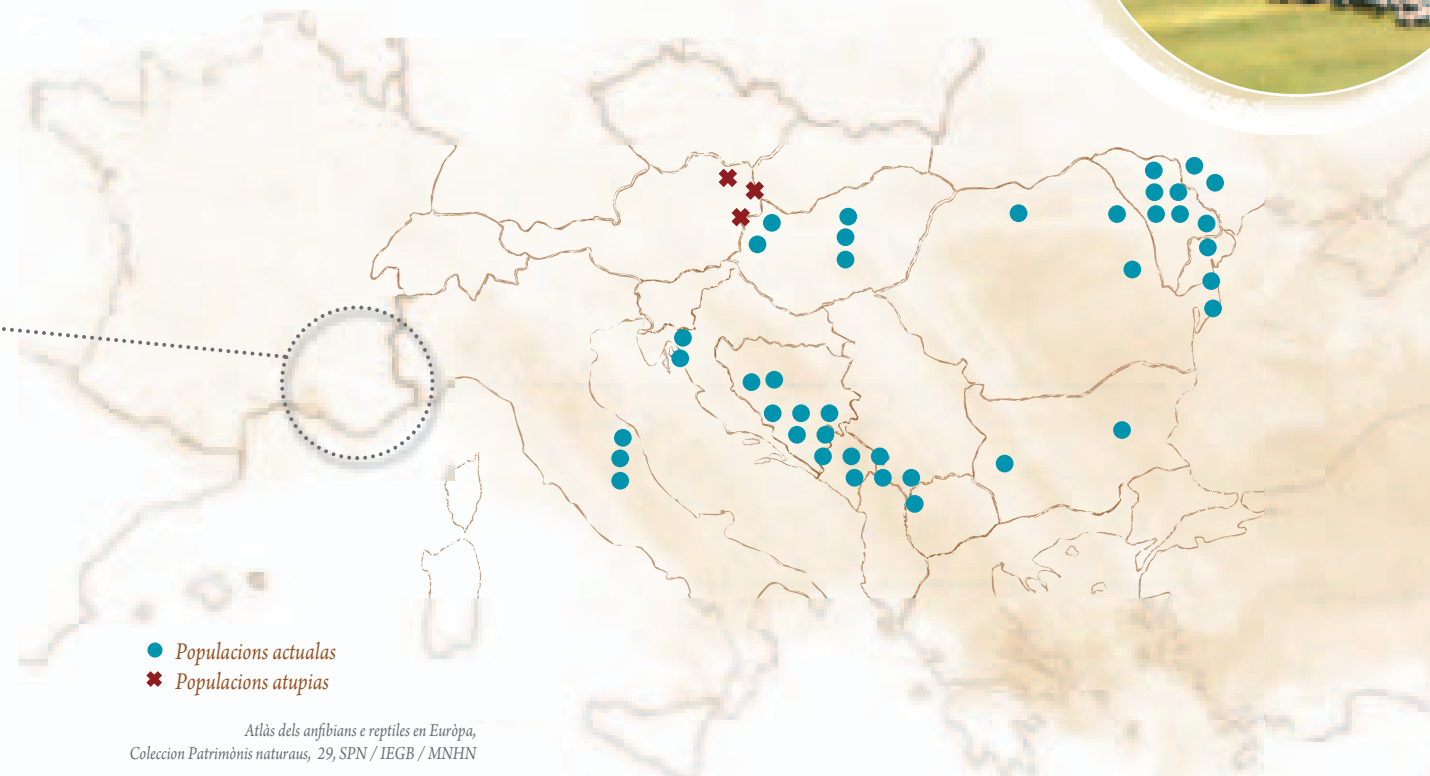 Populacions actualas
Populacions atupias
Atlàs dels anfibians e reptiles en Euròpa,
Coleccion Patrimònis naturaus, 29, SPN / IEGB / MNHN